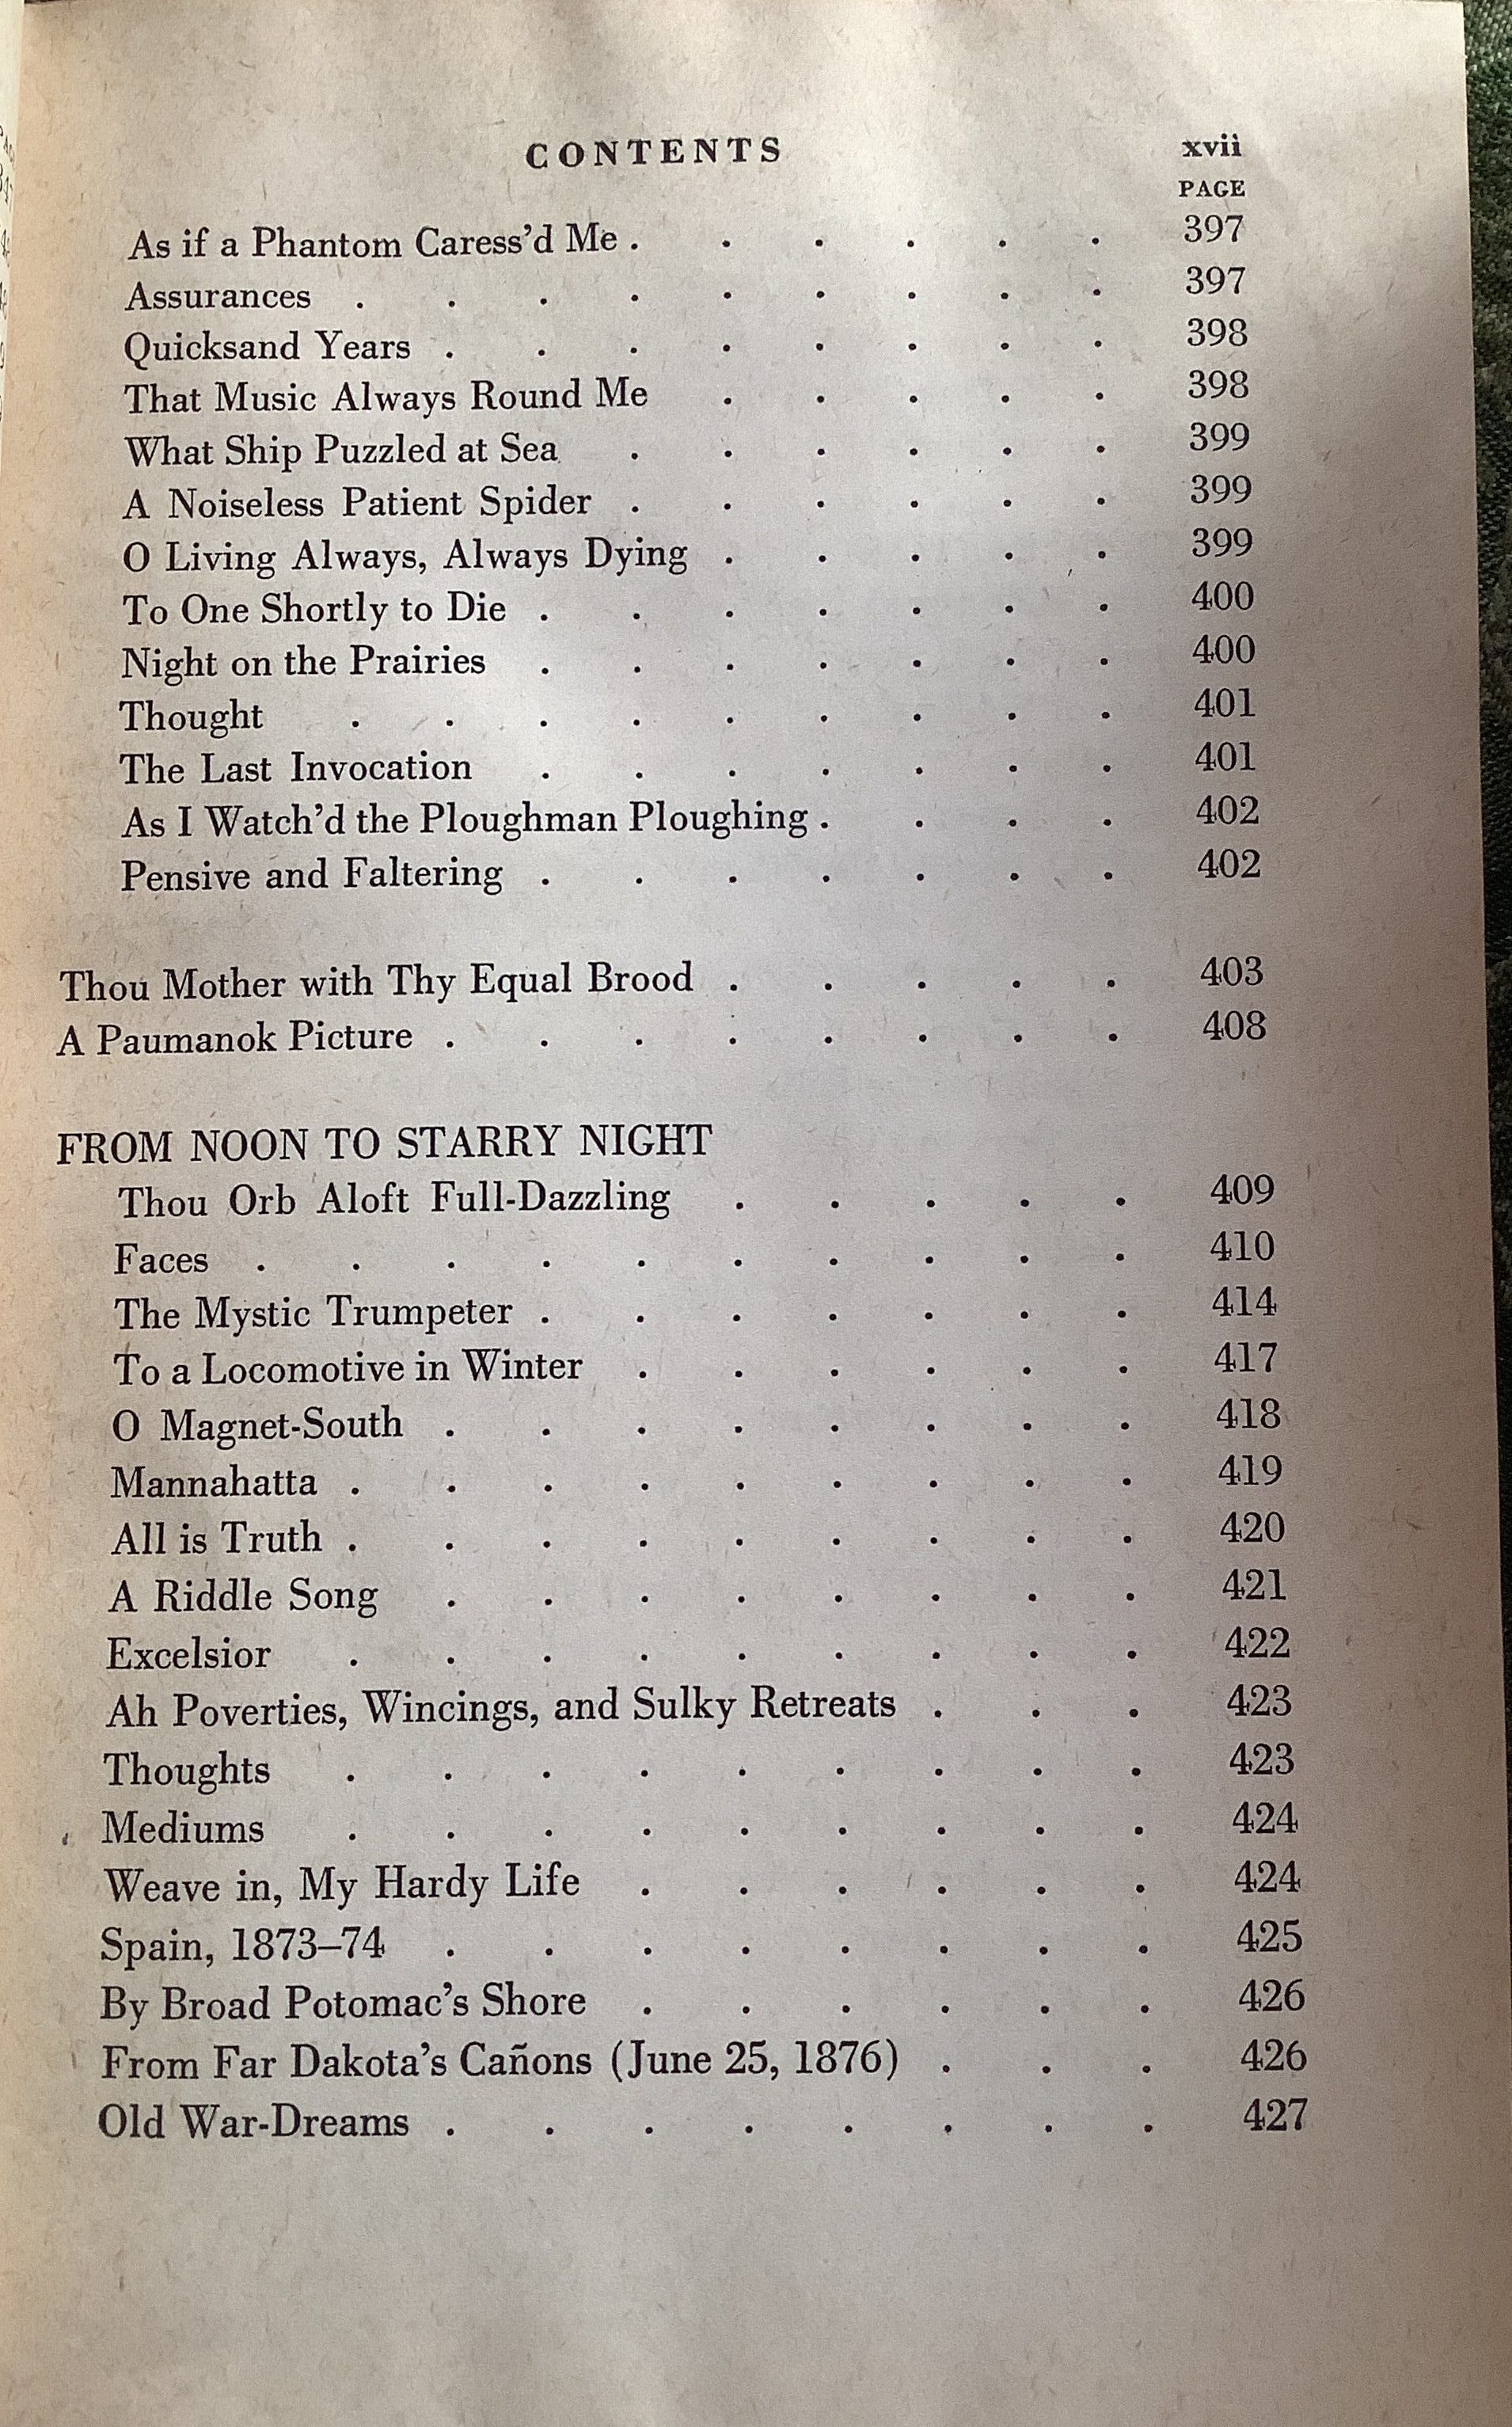 CONTENTS xvii
PAGE
As if a Phantom Caress’d Me . . . . . . 397
Assurances . . . . . . . . . 397
Quicksand Years . . . . . . . . 398
That Music Always Round Me . . . . . 398
What Ship Puzzled at Sea . . . . . . 399
A Noiseless Patient Spider . . . . . . 399
O Living Always, Always Dying . . . . . 399
To One Shortly to Die . . . . . . . 400
Night on the Prairies . . . . . . . 400
Thought . . . . . . . . . 401
The Last Invocation . . . . . . . 401
As I Watch’d the Ploughman Ploughing . . . . 402
Pensive and Faltering . . . . . . . 402
Thou Mother with Thy Equal Brood . . . . . 403
A Paumanok Picture . . . . . . . . 408
FROM NOON TO STARRY NIGHT
Thou Orb Aloft Full-Dazzling . . . . . 409
Faces . . . . . . . . . . 410
The Mystic Trumpeter . . . . . . . 414
To a Locomotive in Winter . . . . . . 417
O Magnet-South . . . . . . . . 418
Mannahatta . . . . . . . . . 419
All is Truth . . . . . . . . . 420
A Riddle Song . . . . . . . . 421
Excelsior . . . . . . . . . 422
Ah Poverties, Wincings, and Sulky Retreats . . . 423
Thoughts . . . . . . . . . 423
Mediums . . . . . . . . . 424
Weave in, My Hardy Life . . . . . . 424
Spain, 1873–74 . . . . . . . . 425
By Broad Potomac’s Shore . . . . . . 426
From Far Dakota’s Cañons (June 25, 1876) . . . 426
Old War-Dreams . . . . . . . . 427